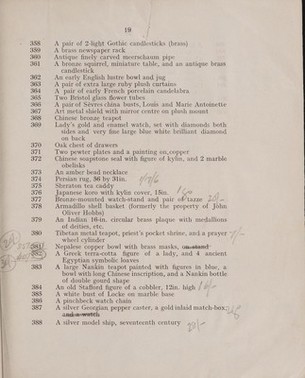 19
358 A pair of 2-light Gothic candlesticks (brass)
359 A brass newspaper rack
360 Antique finely carved meerschaum pipe
361 A bronze squirrel, miniature table, and an antique brass
candlestick
362 An early English lustre bowl and jug
363 A pair of extra large ruby plush curtains
364 A pair of early French porcelain candelabra
365 Two Bristol glass flower tubes
366 A pair of Sèvres china busts, Louis and Marie Antoinette
367 Art metal shield with mirror centre on plush mount
368 Chinese bronze teapot
369 Lady's gold and enamel watch, set with diamonds both
sides and very fine large blue white brilliant diamond
on back
370 Oak chest of drawers
371 Two pewter plates and a painting on copper
372 Chinese soapstone seal with figure of kylin, and 2 marble
obelisks
373 An amber bead necklace
374 Persian rug, 56 by 31in.
375 Sheraton tea caddy
376 Japanese koro with kylin cover, 15in.
377 Bronze-mounted watch-stand and pair of tazze 20/-
378 Armadillo shell basket (formerly the property of John
Oliver Hobbs)
379 An Indian 16-in. circular brass plaque with medallions
of deities, etc.
380 Tibetan metal teapot, priest's pocket shrine, and a prayer
wheel cylinder
381 Nepalese copper bowl with brass masks, on stand
382 A Greek terra-cotta figure of a lady, and 4 ancient
Egyptian symbolic loaves
383 A large Nankin teapot painted with figures in blue, a
bowl with long Chinese inscription, and a Nankin bottle
of double gourd shape
384 An old Stafford figure of a cobbler, 12in. high
385 A white bust of Locke on marble base
386 A pinchbeck watch chain
387 A silver Georgian pepper caster, a gold inlaid match-box,
and a watch
388 A silver model ship, seventeenth century 20/-